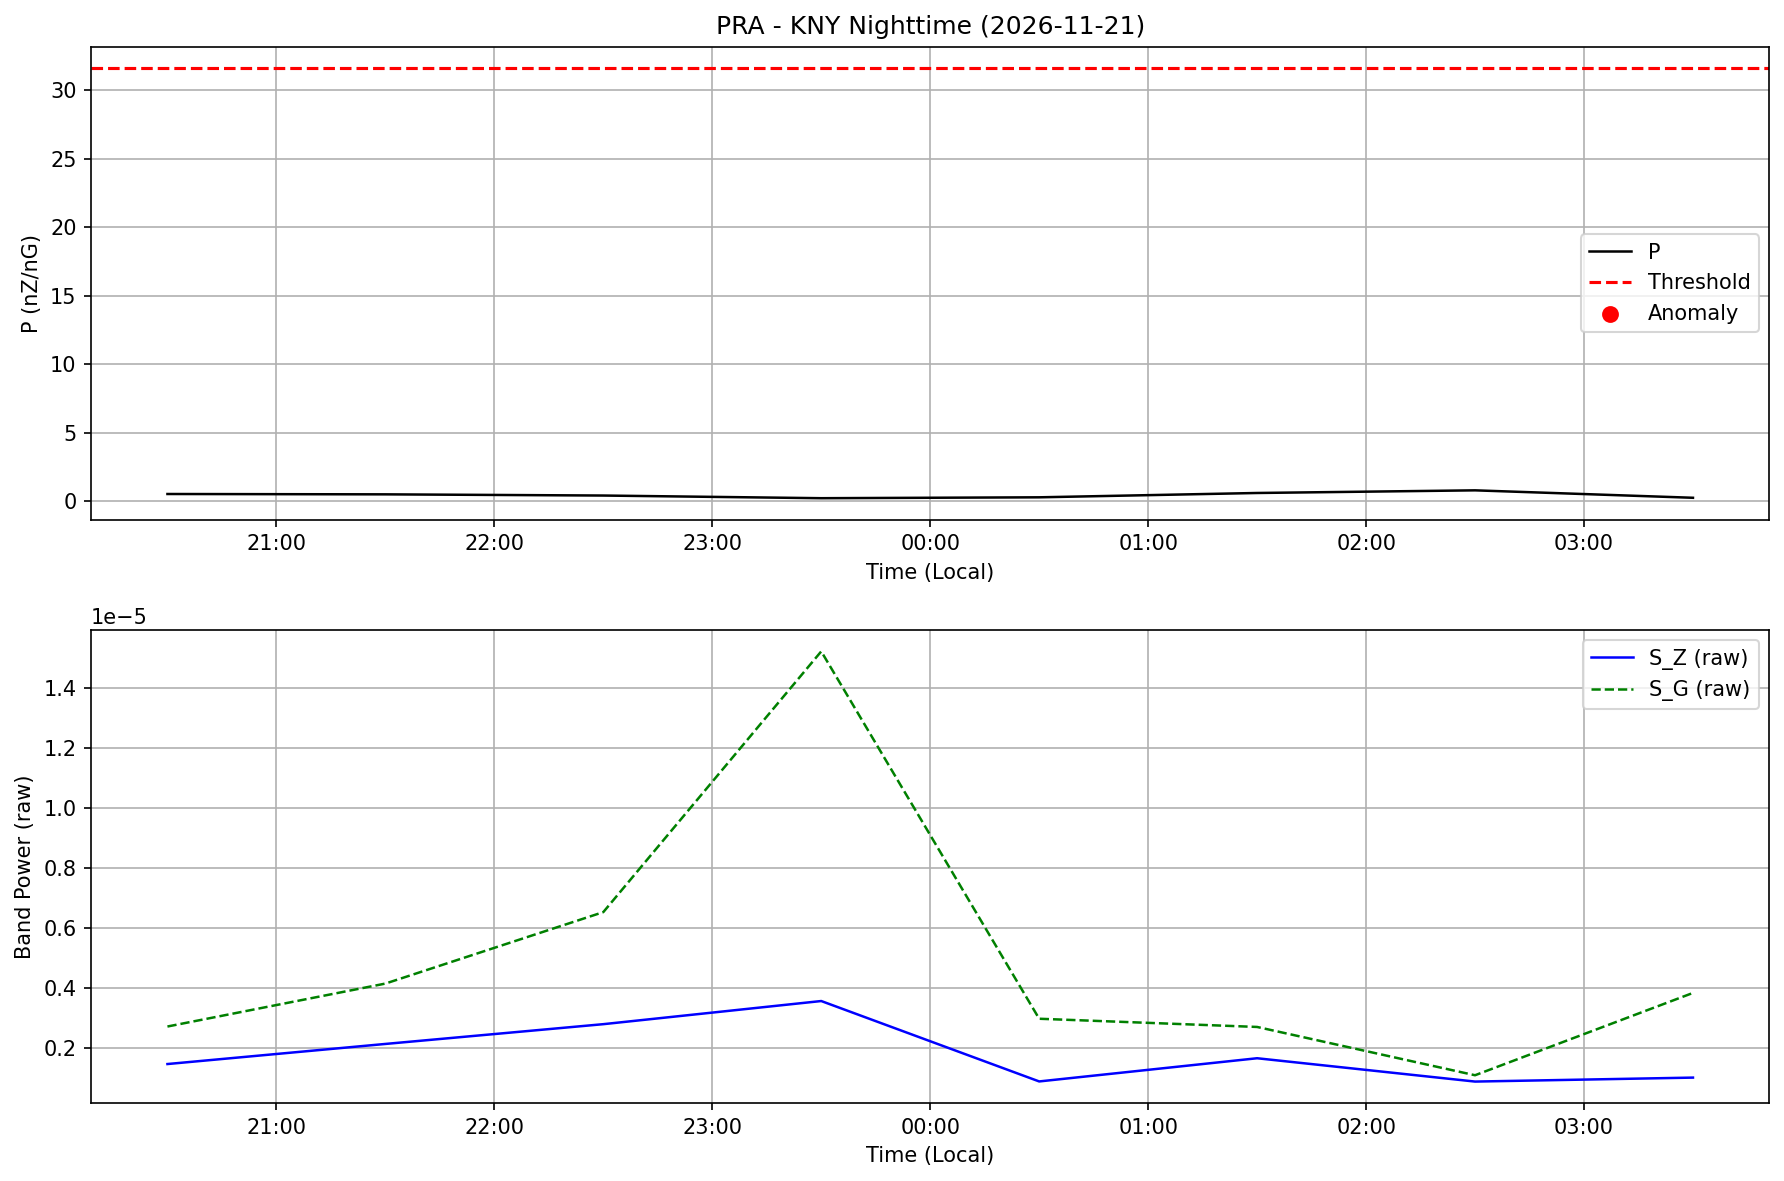 PRA - KNY Nighttime (2026-11-21)
P (nZ/nG)
30
25
20
15
10
5
0
P
Threshold
Anomaly
21:00 22:00 23:00 00:00 01:00 02:00 03:00
Time (Local)
1e−5
Band Power (raw)
1.4
1.2
1.0
0.8
0.6
0.4
0.2
S_Z (raw)
S_G (raw)
21:00 22:00 23:00 00:00 01:00 02:00 03:00
Time (Local)